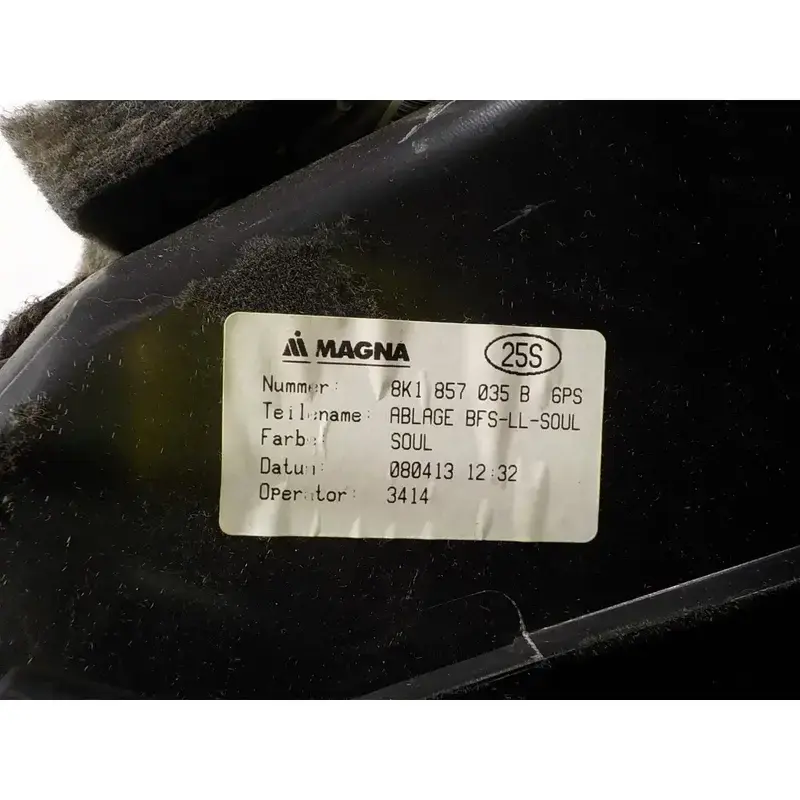 MAGNA 25S
Nummer: 8K1 857 035 B 6PS
Teilename: ABLAGE BFS-LL-SOUL
Farbe: SOUL
Datum: 080413 12:32
Operator: 3414